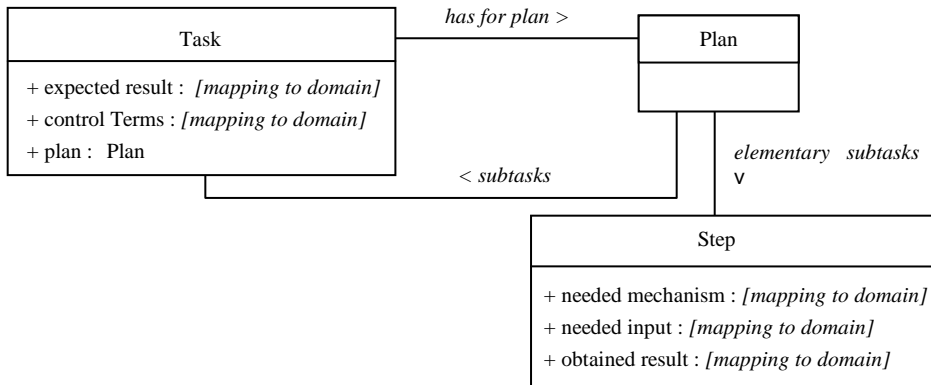 has for plan >
Task
Plan
+ expected result : [mapping to domain]
+ control Terms : [mapping to domain]
+ plan : Plan
elementary subtasks
v
< subtasks
Step
+ needed mechanism : [mapping to domain]
+ needed input : [mapping to domain]
+ obtained result : [mapping to domain]